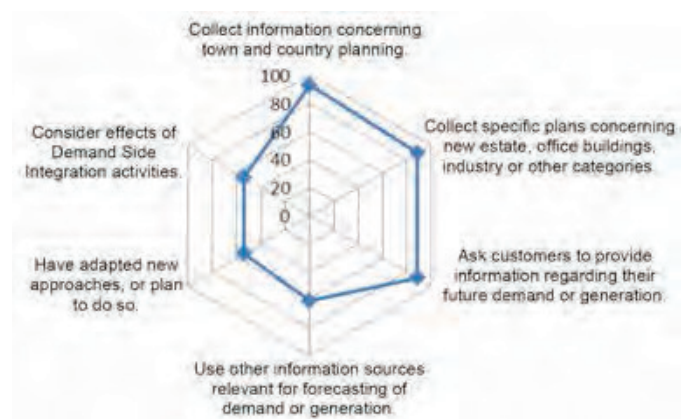 Collect information concerning
town and country planning.
100
80
60
40
20
0
Collect specific plans concerning
new estate, office buildings,
industry or other categories.
Ask customers to provide
information regarding their
future demand or generation.
Use other information sources
relevant for forecasting of
demand or generation.
Have adapted new
approaches, or plan
to do so.
Consider effects of
Demand Side
Integration activities.